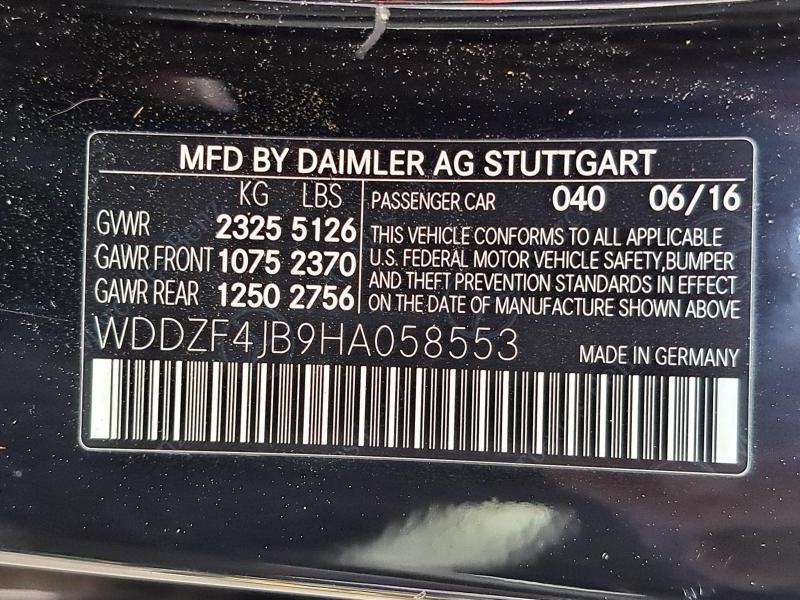 MFD BY DAIMLER AG STUTTGART
KG LBS
GVWR 2325 5126
GAWR FRONT 1075 2370
GAWR REAR 1250 2756
PASSENGER CAR 040 06/16
THIS VEHICLE CONFORMS TO ALL APPLICABLE
U.S. FEDERAL MOTOR VEHICLE SAFETY,BUMPER
AND THEFT PREVENTION STANDARDS IN EFFECT
ON THE DATE OF MANUFACTURE SHOWN ABOVE
WDDZF4JB9HA058553
MADE IN GERMANY